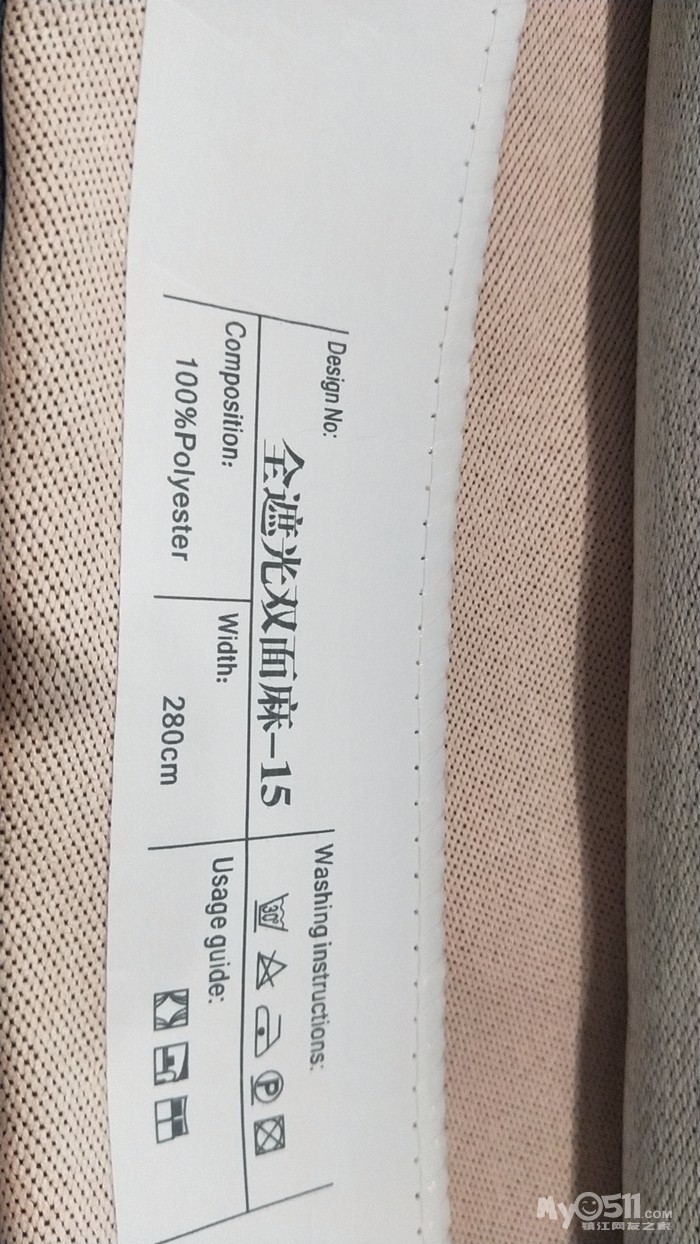 Design No:
全遮光双面麻-15
Washing instructions:
30°
P
Composition:
100%Polyester
Width:
280cm
Usage guide:
My0511.COM
镇江网友之家